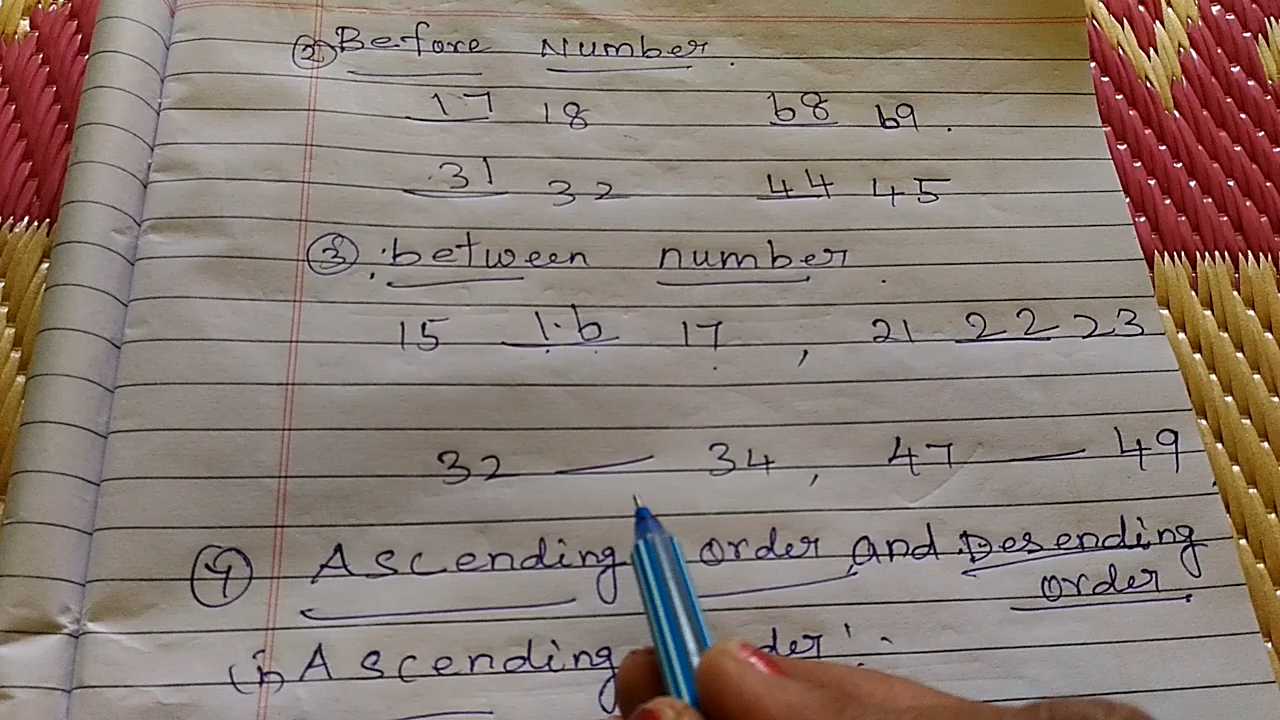 ② Before Number.
17 18 68 69.
31 32 44 45
③ between number.
15 16 17, 21 22 23
32 — 34, 47 — 49
④ Ascending order and Desending
order.
(i) Ascending der :-